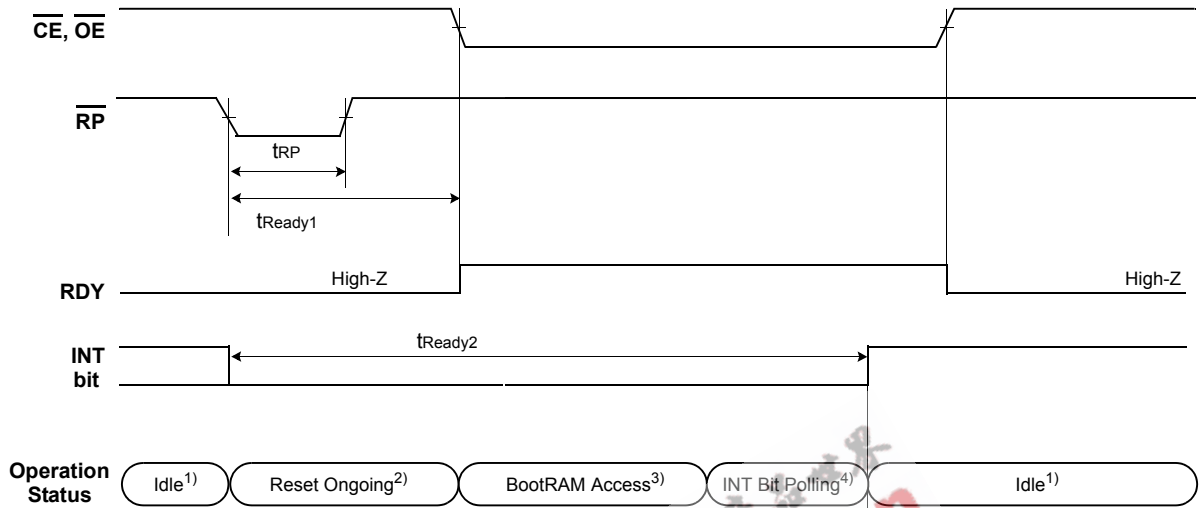 CE, OE
RP
tRP
tReady1
High-Z
High-Z
RDY
tReady2
INT
bit
Operation
Status
Idle1)
Reset Ongoing2)
BootRAM Access3)
INT Bit Polling4)
Idle1)